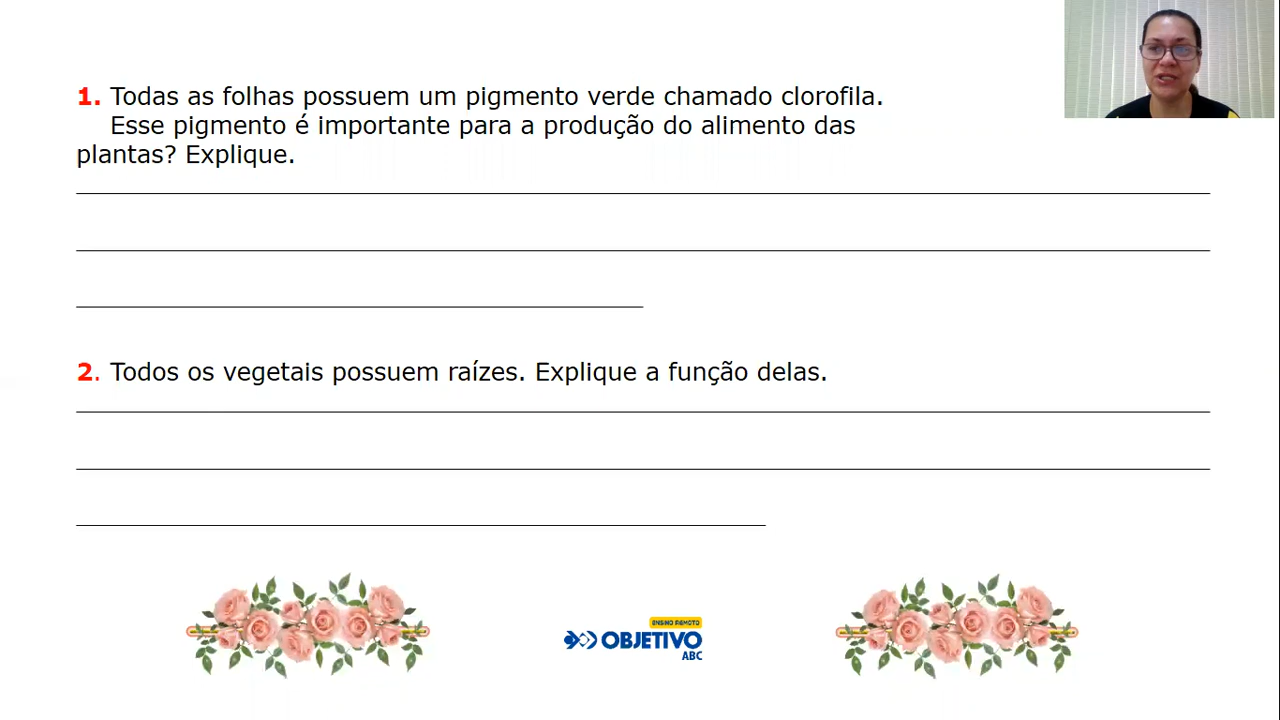 1. Todas as folhas possuem um pigmento verde chamado clorofila.
Esse pigmento é importante para a produção do alimento das
plantas? Explique.
2. Todos os vegetais possuem raízes. Explique a função delas.
ENSINO REMOTO
OBJETIVO
ABC